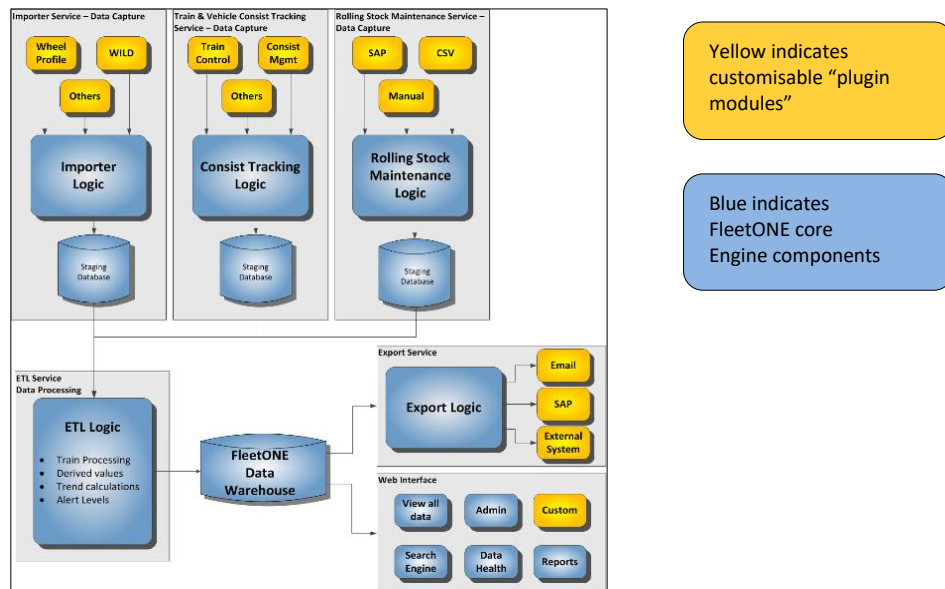 Importer Service – Data Capture
Wheel
Profile
WILD
Others
Importer
Logic
Staging
Database
Train & Vehicle Consist Tracking
Service – Data Capture
Train
Control
Consist
Mgmt
Others
Consist Tracking
Logic
Staging
Database
Rolling Stock Maintenance Service –
Data Capture
SAP
CSV
Manual
Rolling Stock
Maintenance
Logic
Staging
Database
Yellow indicates
customisable “plugin
modules”
Blue indicates
FleetONE core
Engine components
ETL Service
Data Processing
ETL Logic
• Train Processing
• Derived values
• Trend calculations
• Alert Levels
FleetONE
Data
Warehouse
Export Service
Export Logic
Email
SAP
External
System
Web Interface
View all
data
Admin
Custom
Search
Engine
Data
Health
Reports